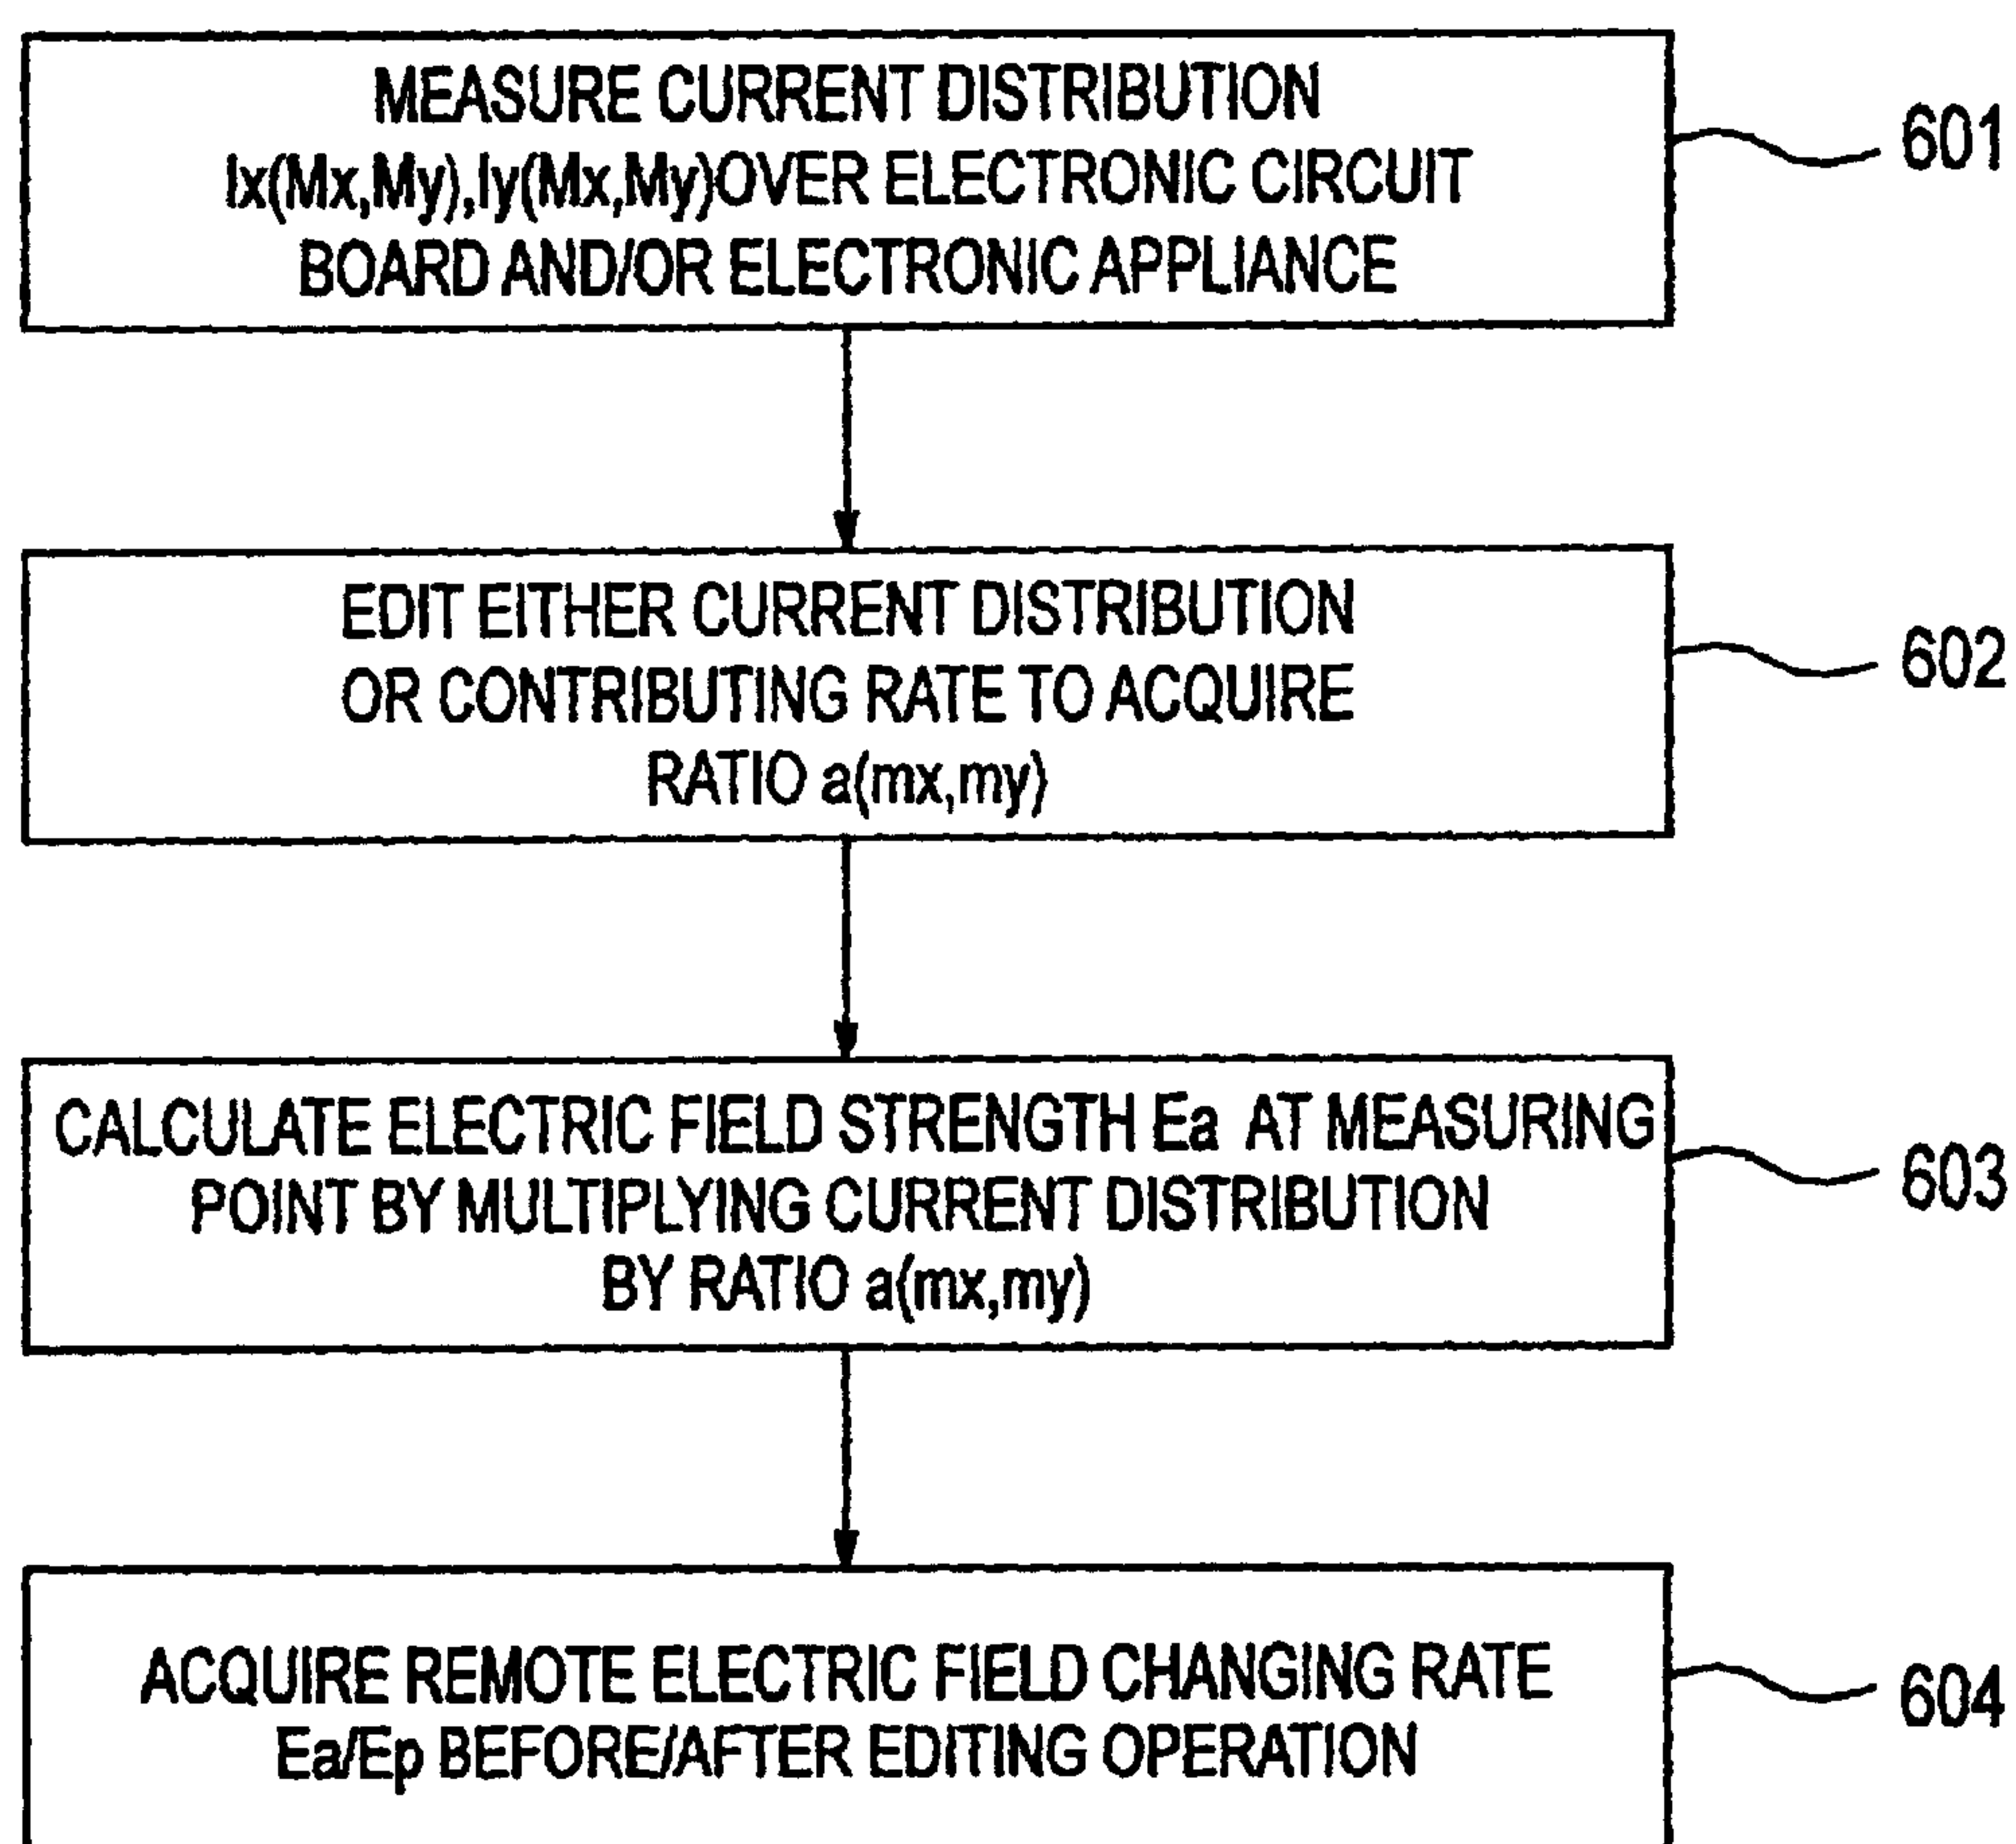 MEASURE CURRENT DISTRIBUTION
Ix(Mx,My),Iy(Mx,My)OVER ELECTRONIC CIRCUIT
BOARD AND/OR ELECTRONIC APPLIANCE
601
EDIT EITHER CURRENT DISTRIBUTION
OR CONTRIBUTING RATE TO ACQUIRE
RATIO a(mx,my)
602
CALCULATE ELECTRIC FIELD STRENGTH Ea AT MEASURING
POINT BY MULTIPLYING CURRENT DISTRIBUTION
BY RATIO a(mx,my)
603
ACQUIRE REMOTE ELECTRIC FIELD CHANGING RATE
Ea/Ep BEFORE/AFTER EDITING OPERATION
604